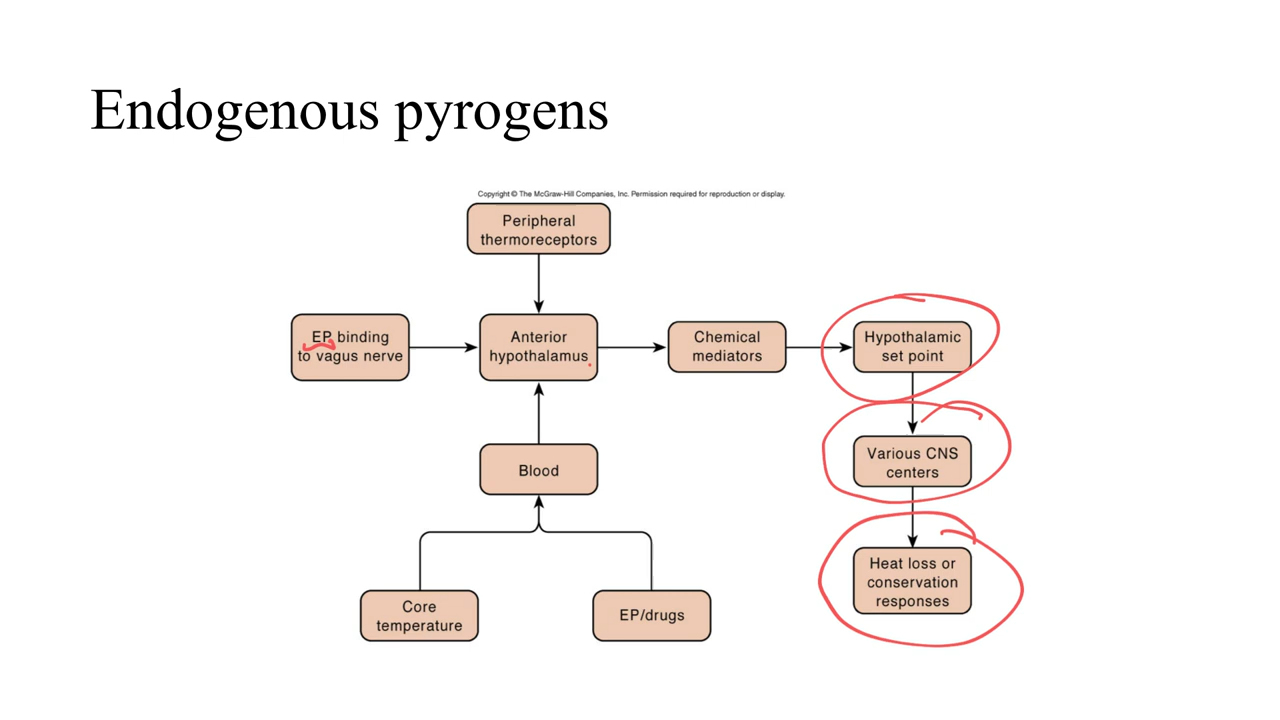 Endogenous pyrogens
Copyright © The McGraw-Hill Companies, Inc. Permission required for reproduction or display.
Peripheral
thermoreceptors
EP binding
to vagus nerve
Anterior
hypothalamus
Chemical
mediators
Hypothalamic
set point
Blood
Various CNS
centers
Core
temperature
EP/drugs
Heat loss or
conservation
responses